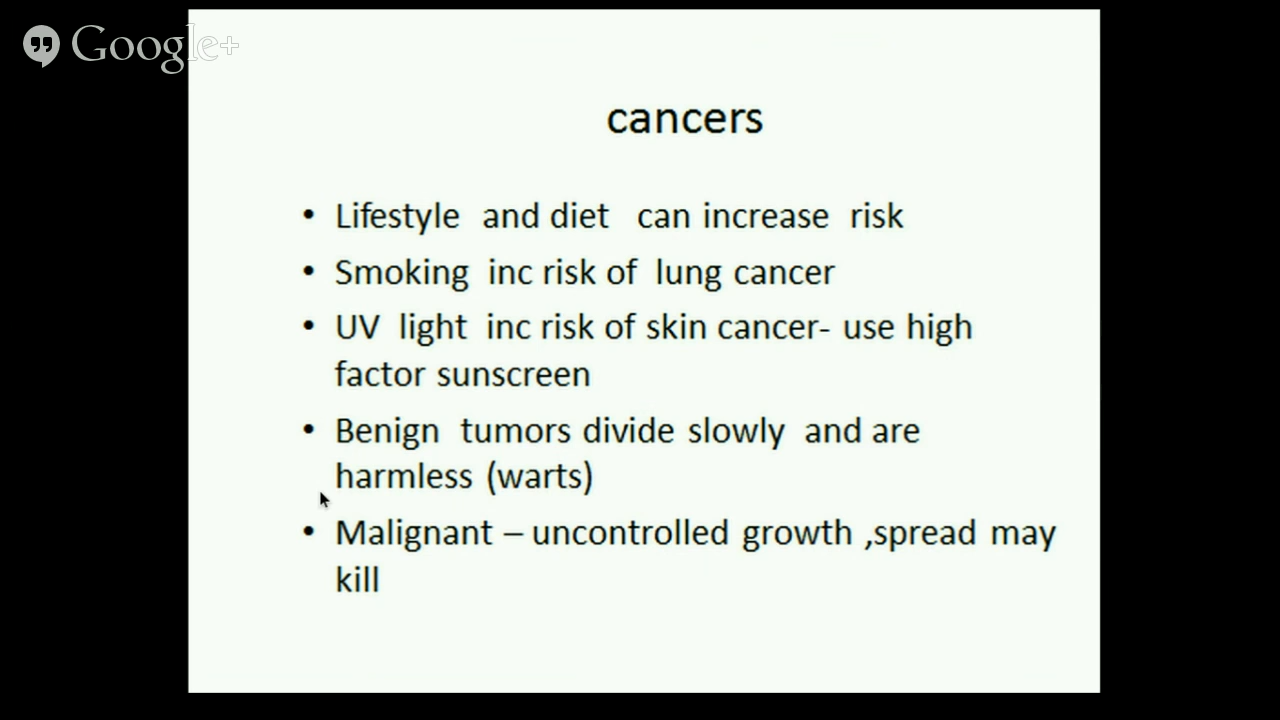 Google+
cancers
• Lifestyle and diet can increase risk
• Smoking inc risk of lung cancer
• UV light inc risk of skin cancer- use high
factor sunscreen
• Benign tumors divide slowly and are
harmless (warts)
• Malignant – uncontrolled growth ,spread may
kill